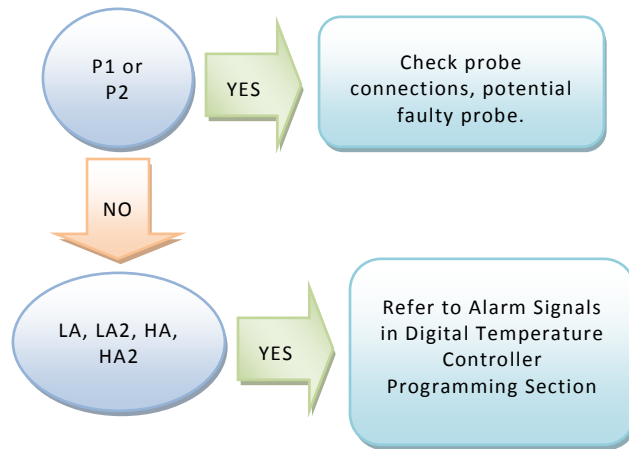 P1 or
P2
YES
Check probe
connections, potential
faulty probe.
NO
LA, LA2, HA,
HA2
YES
Refer to Alarm Signals
in Digital Temperature
Controller
Programming Section